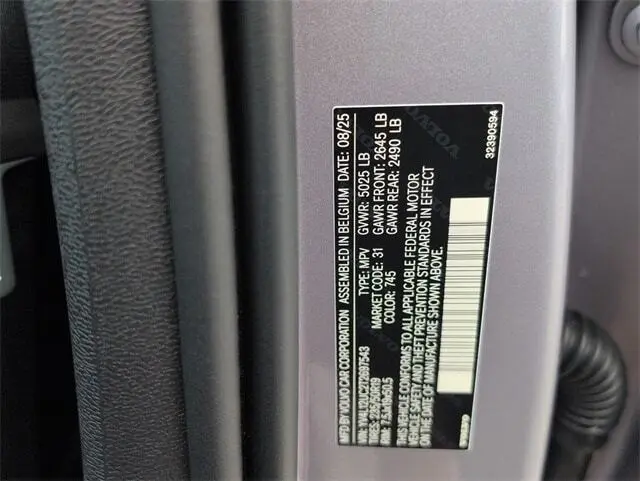 MFD BY VOLVO CAR CORPORATION ASSEMBLED IN BELGIUM DATE: 08/25
TYPE: MPV GVWR: 5025 LB
MARKET CODE: 31 GAWR FRONT: 2645 LB
COLOR: 745 GAWR REAR: 2490 LB
THIS VEHICLE CONFORMS TO ALL APPLICABLE FEDERAL MOTOR
VEHICLE SAFETY AND THEFT PREVENTION STANDARDS IN EFFECT
ON DATE OF MANUFACTURE SHOWN ABOVE.
VOLVO
32390594